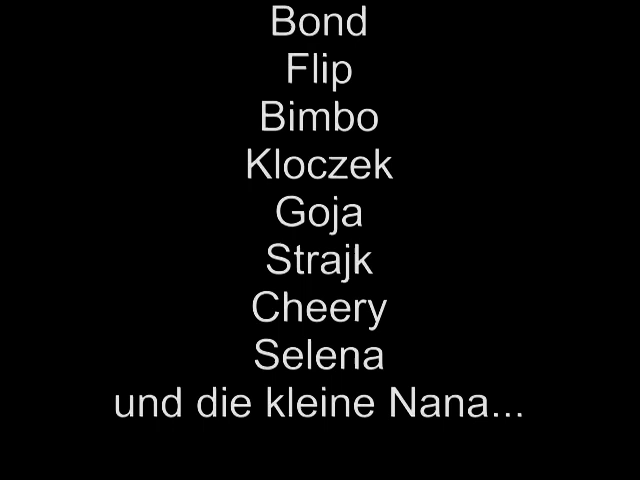 Bond
Flip
Bimbo
Kloczek
Goja
Strajk
Cheery
Selena
und die kleine Nana...